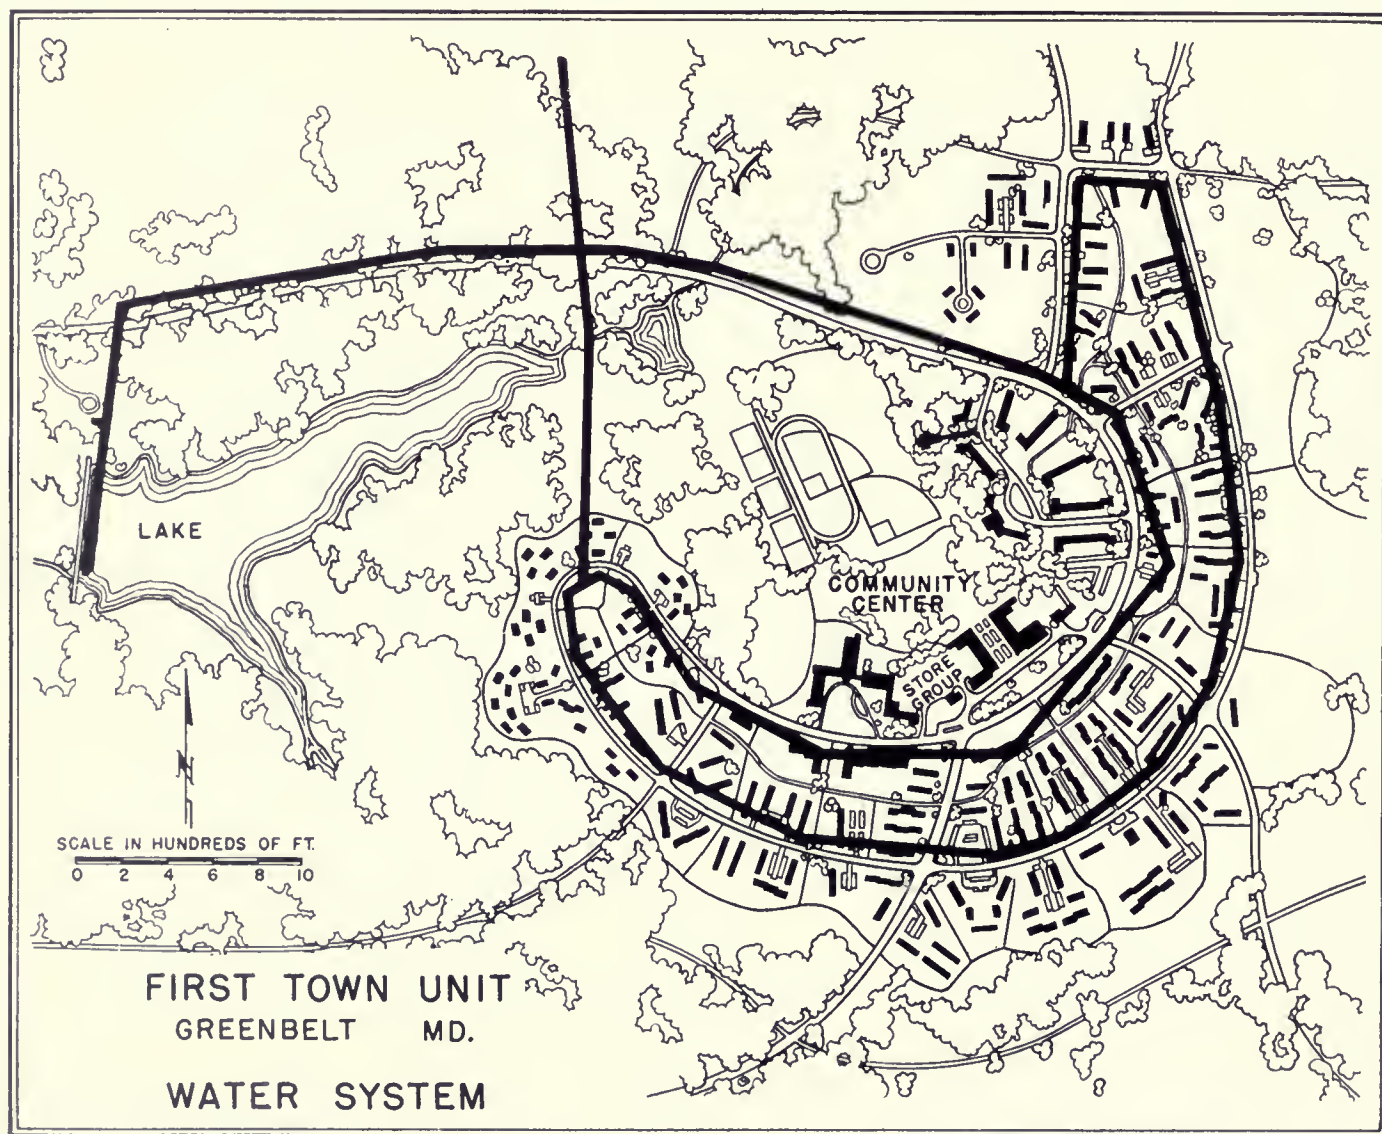 LAKE
COMMUNITY
CENTER
STORE
GROUP
N
SCALE IN HUNDREDS OF FT.
0 2 4 6 8 10
FIRST TOWN UNIT
GREENBELT MD.
WATER SYSTEM